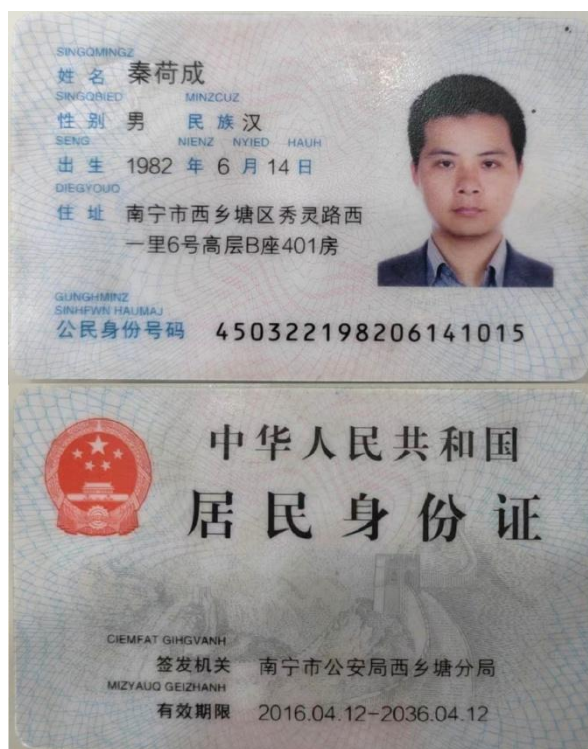 SINGQMINGZ
姓名 秦荷成
SINGQBIED MINZCUZ
性别 男 民族 汉
SENG NIENZ NYIED HAUH
出生 1982 年 6 月 14 日
DIEGYOUQ
住址 南宁市西乡塘区秀灵路西
一里6号高层B座401房
GUNGHMINZ
SINHFWN HAUMAJ
公民身份号码 450322198206141015
中华人民共和国
居民身份证
CIEMFAT GIHGVANH
签发机关 南宁市公安局西乡塘分局
MIZYAUQ GEIZHANH
有效期限 2016.04.12-2036.04.12